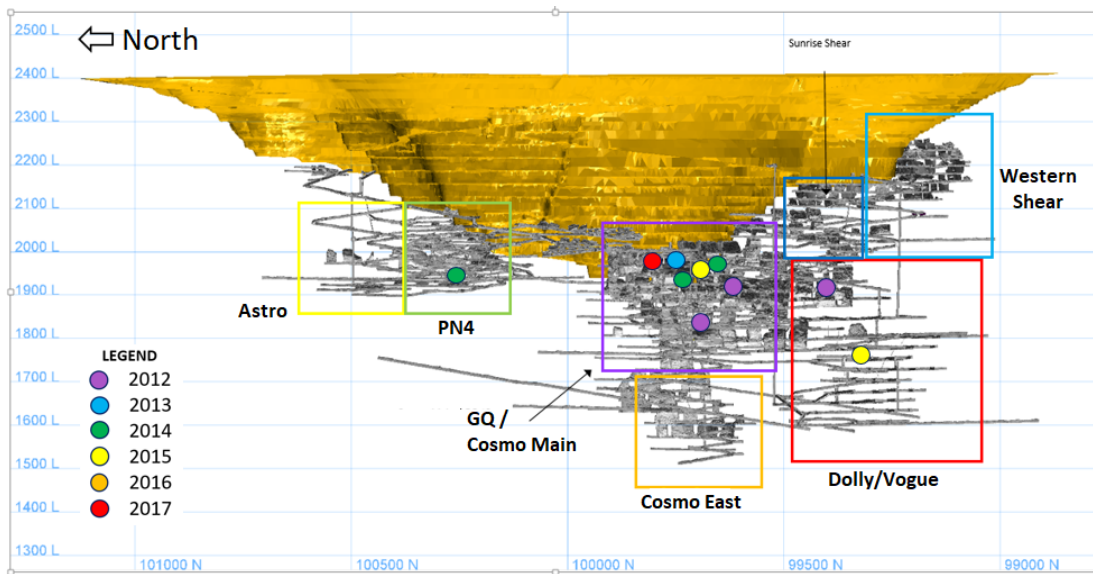 2500 L
North
Sunrise Shear
2400 L
2300 L
2200 L
Western
Shear
2100 L
2000 L
1900 L
Astro
PN4
1800 L
LEGEND
2012
1700 L
2013
2014
GQ /
Cosmo Main
1600 L
2015
1500 L
2016
Cosmo East
Dolly/Vogue
2017
1400 L
1300 L
101000 N
100500 N
100000 N
99500 N
99000 N